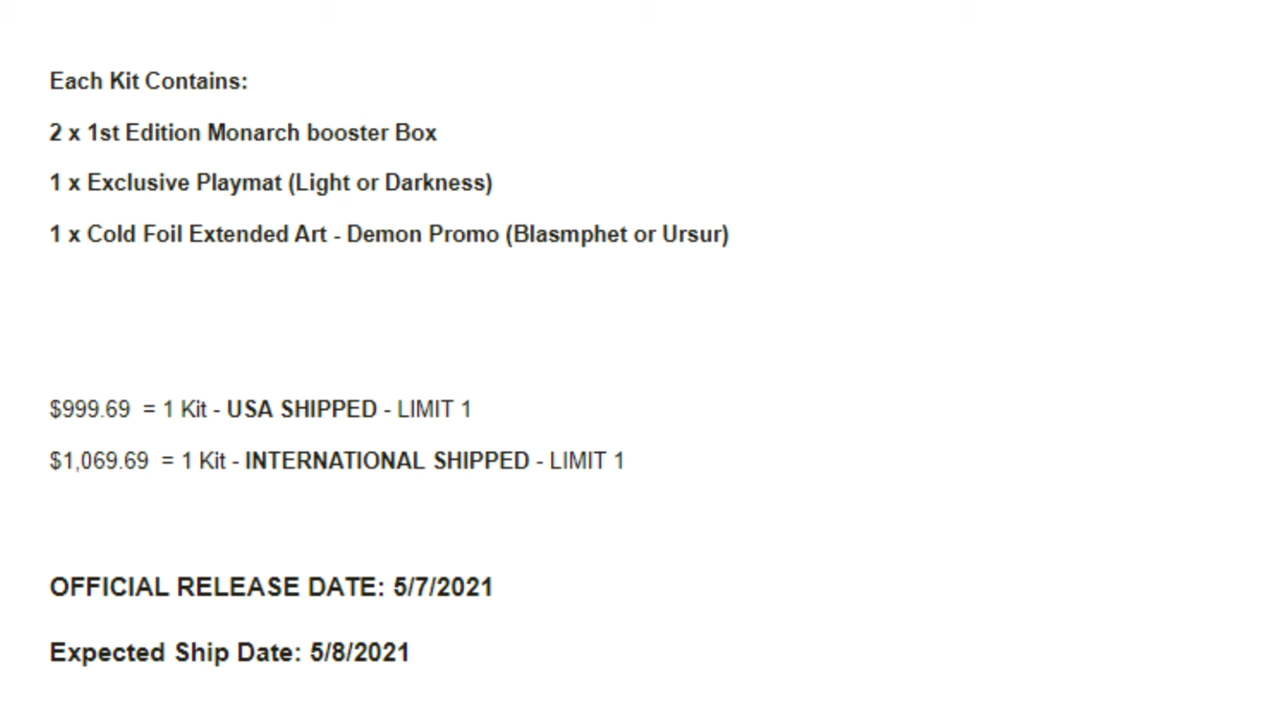 Each Kit Contains:
2 x 1st Edition Monarch booster Box
1 x Exclusive Playmat (Light or Darkness)
1 x Cold Foil Extended Art - Demon Promo (Blasmphet or Ursur)
$999.69 = 1 Kit - USA SHIPPED - LIMIT 1
$1,069.69 = 1 Kit - INTERNATIONAL SHIPPED - LIMIT 1
OFFICIAL RELEASE DATE: 5/7/2021
Expected Ship Date: 5/8/2021